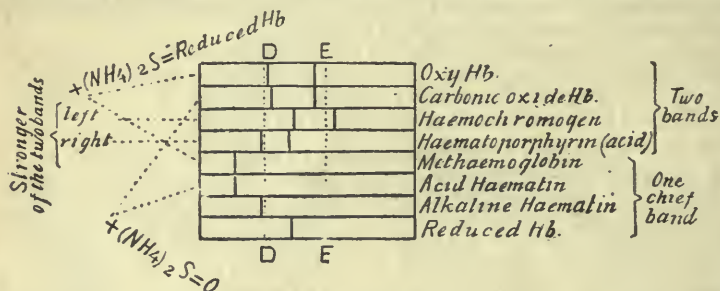 +(NH4)2S=Reduced Hb
D E
Oxy Hb.
Carbonic oxide Hb.
Haemochromogen
Haematoporphyrin (acid)
Methaemoglobin
Acid Haematin
Alkaline Haematin
Reduced Hb.
Two
bands
One
chief
band
Stronger
of the two bands
left
right
+(NH4)2S=O
D E